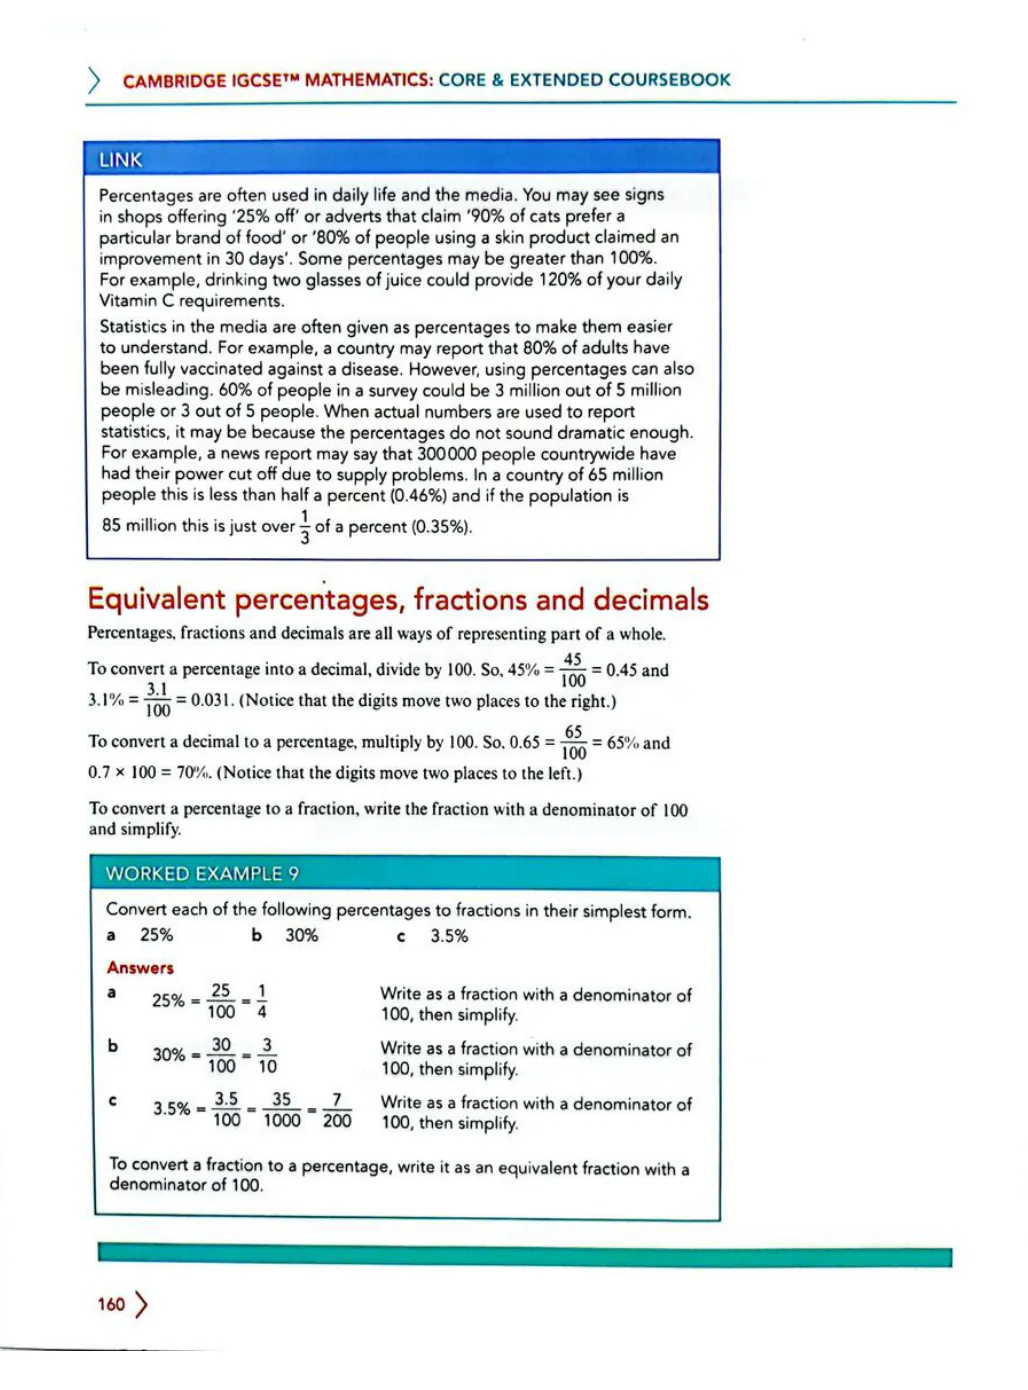 CAMBRIDGE IGCSE™ MATHEMATICS: CORE & EXTENDED COURSEBOOK
LINK
Percentages are often used in daily life and the media. You may see signs
in shops offering '25% off' or adverts that claim '90% of cats prefer a
particular brand of food' or '80% of people using a skin product claimed an
improvement in 30 days'. Some percentages may be greater than 100%.
For example, drinking two glasses of juice could provide 120% of your daily
Vitamin C requirements.
Statistics in the media are often given as percentages to make them easier
to understand. For example, a country may report that 80% of adults have
been fully vaccinated against a disease. However, using percentages can also
be misleading. 60% of people in a survey could be 3 million out of 5 million
people or 3 out of 5 people. When actual numbers are used to report
statistics, it may be because the percentages do not sound dramatic enough.
For example, a news report may say that 300 000 people countrywide have
had their power cut off due to supply problems. In a country of 65 million
people this is less than half a percent (0.46%) and if the population is
85 million this is just over 1/3 of a percent (0.35%).
Equivalent percentages, fractions and decimals
Percentages, fractions and decimals are all ways of representing part of a whole.
To convert a percentage into a decimal, divide by 100. So, 45% = 45/100 = 0.45 and
3.1% = 3.1/100 = 0.031. (Notice that the digits move two places to the right.)
To convert a decimal to a percentage, multiply by 100. So, 0.65 = 65/100 = 65% and
0.7 × 100 = 70%. (Notice that the digits move two places to the left.)
To convert a percentage to a fraction, write the fraction with a denominator of 100
and simplify.
WORKED EXAMPLE 9
Convert each of the following percentages to fractions in their simplest form.
a 25% b 30% c 3.5%
Answers
a 25% = 25/100 = 1/4 Write as a fraction with a denominator of
100, then simplify.
b 30% = 30/100 = 3/10 Write as a fraction with a denominator of
100, then simplify.
c 3.5% = 3.5/100 = 35/1000 = 7/200 Write as a fraction with a denominator of
100, then simplify.
To convert a fraction to a percentage, write it as an equivalent fraction with a
denominator of 100.
160